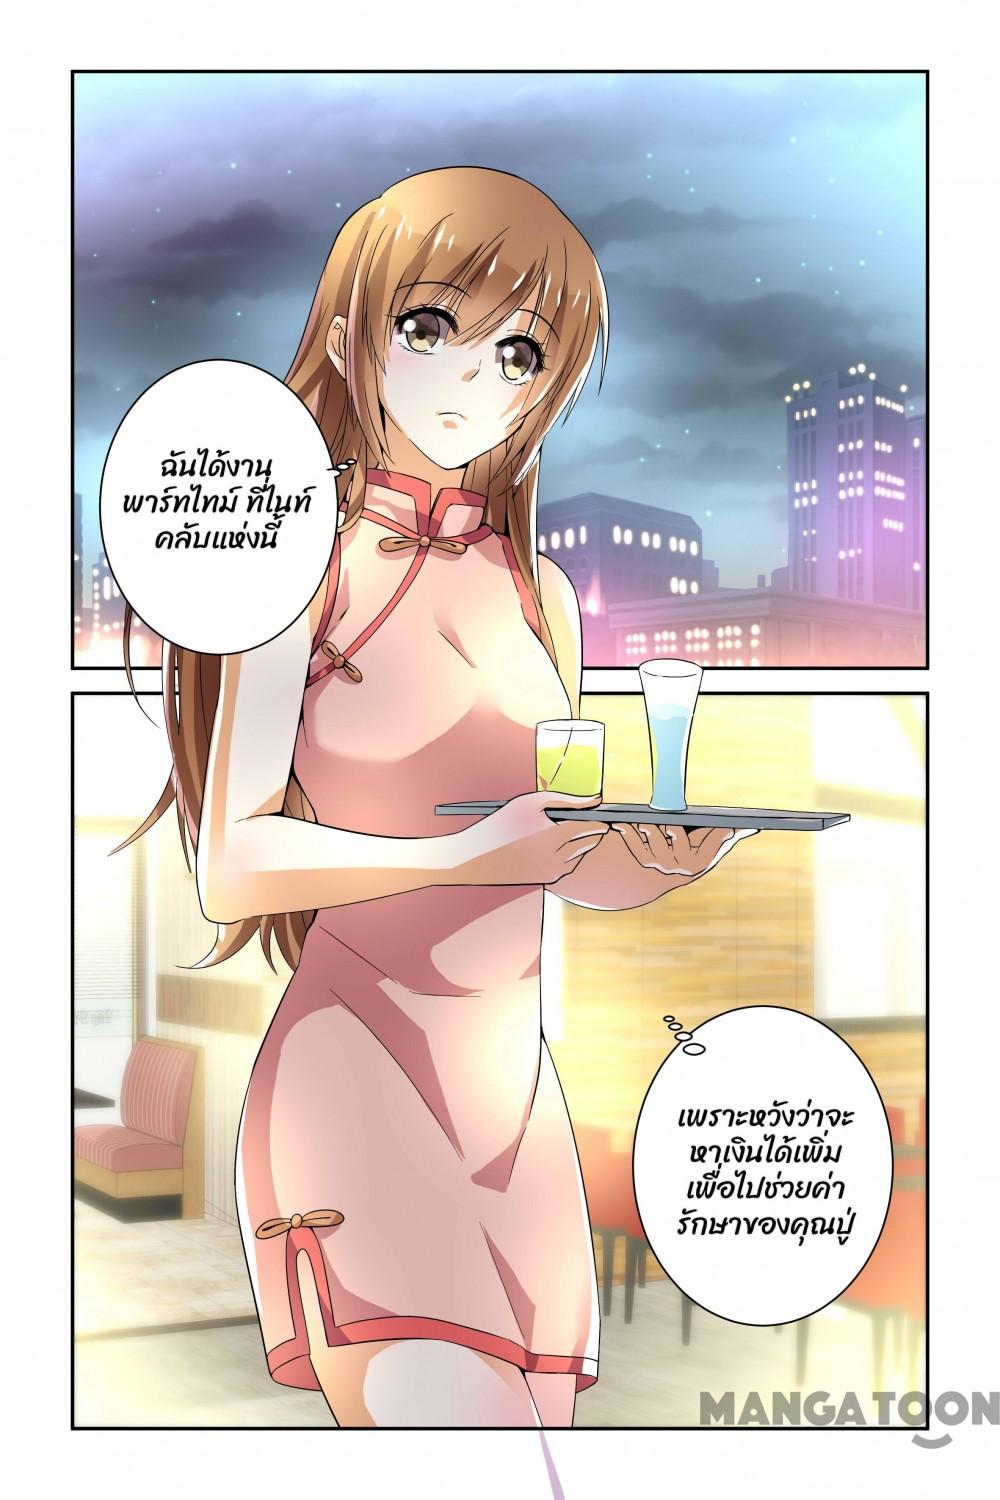 ฉันได้งาน
พาร์ทไทม์ ที่ไนท์
คลับแห่งนี้
เพราะหวังว่าจะ
หาเงินได้เพิ่ม
เพื่อไปช่วยค่า
รักษาของคุณปู่
MANGATOON